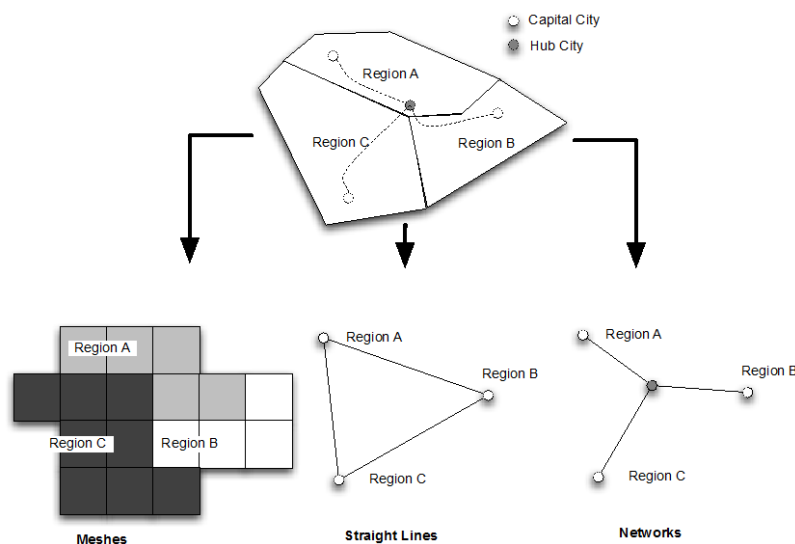 Capital City
Hub City
Region A
Region C
Region B
Region A
Region C
Region B
Meshes
Region A
Region B
Region C
Straight Lines
Region A
Region B
Region C
Networks